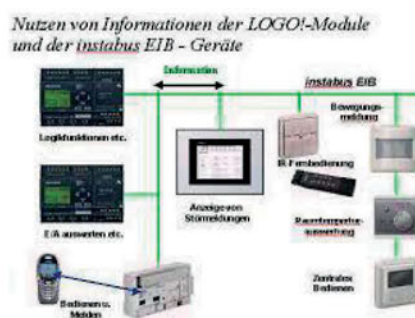 Nutzen von Informationen der LOGO!-Module
und der instabus EIB - Geräte
Information
instabus EIB
Bewegungs-
meldung
Logikfunktionen etc.
IR-Fernbedienung
Anzeige von
Störmeldungen
Raumtemperatur-
auswertung
E/A auswerten etc.
Zentrales
Bedienen
Bedienen u.
Melden